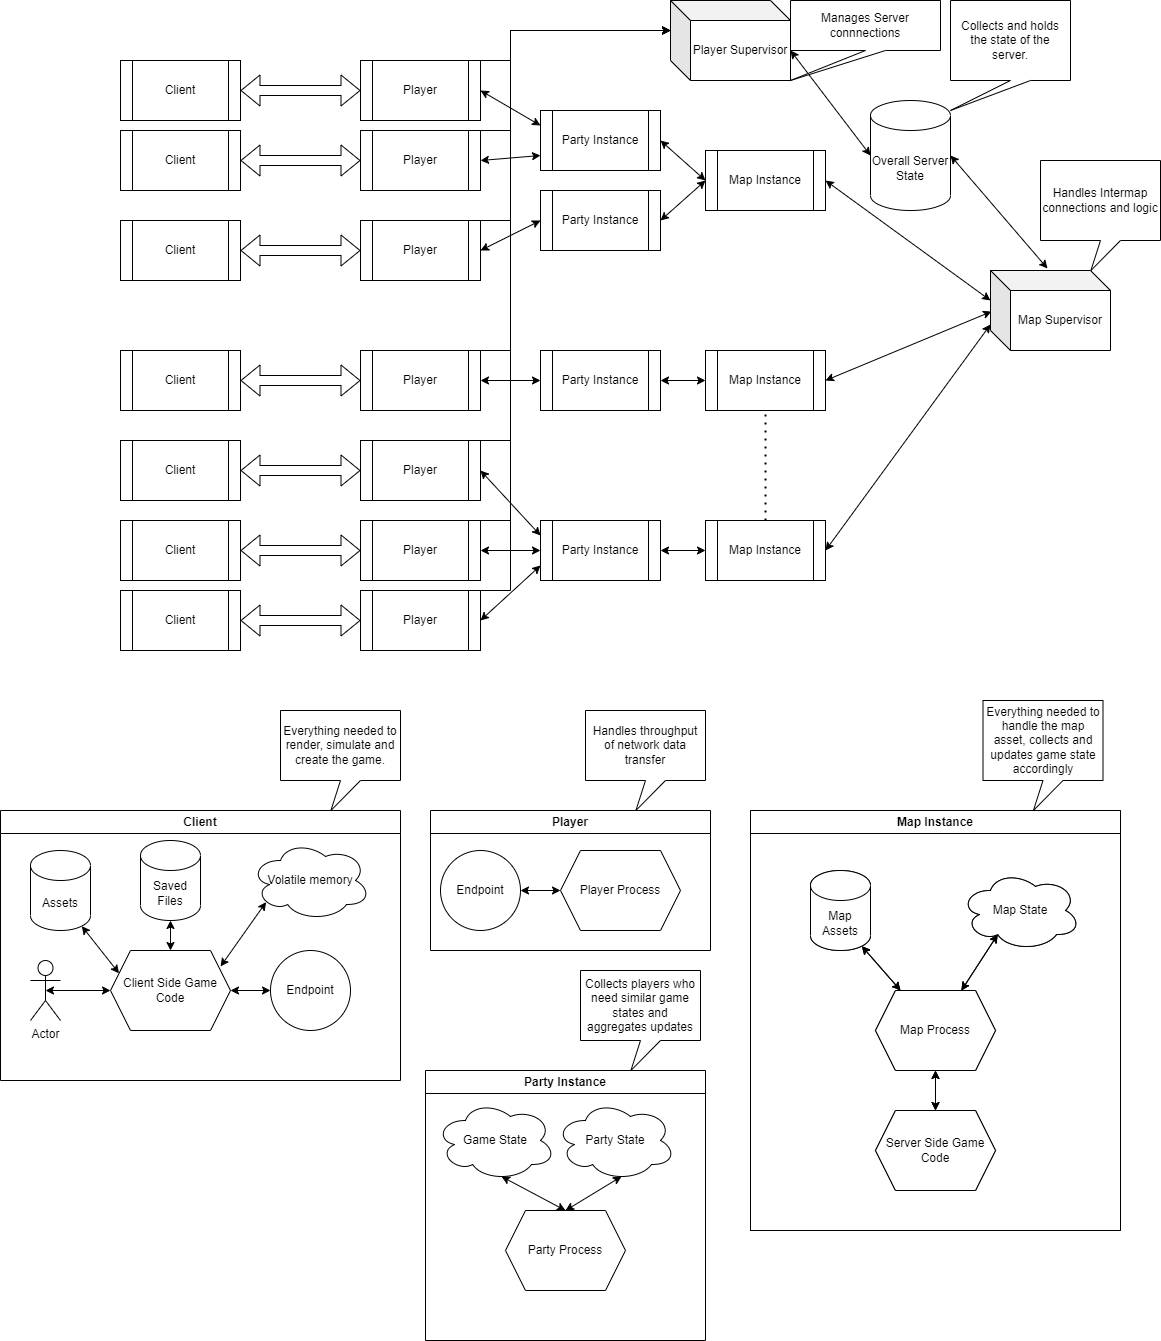 Manages Server
connnections
Collects and holds
the state of the
server.
Player Supervisor
Client
Player
Party Instance
Client
Player
Overall Server
State
Map Instance
Handles Intermap
connections and logic
Party Instance
Client
Player
Map Supervisor
Client
Player
Party Instance
Map Instance
Client
Player
Client
Player
Party Instance
Map Instance
Client
Player
Everything needed to
render, simulate and
create the game.
Handles throughput
of network data
transfer
Everything needed to
handle the map
asset, collects and
updates game state
accordingly
Client
Assets
Saved
Files
Volatile memory
Client Side Game
Code
Endpoint
Actor
Player
Endpoint
Player Process
Collects players who
need similar game
states and
aggregates updates
Party Instance
Game State
Party State
Party Process
Map Instance
Map
Assets
Map State
Map Process
Server Side Game
Code